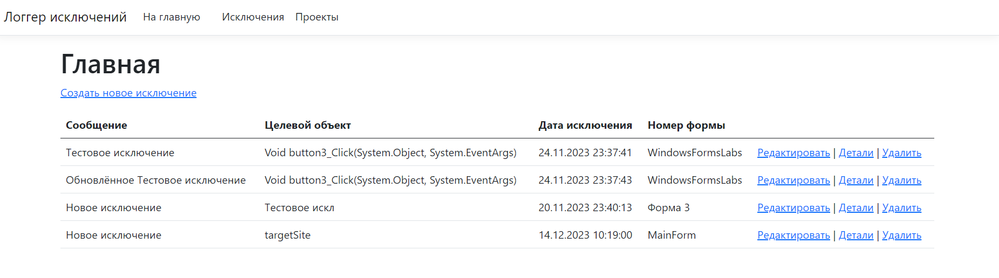 Логгер исключений На главную Исключения Проекты
Главная
Создать новое исключение
Сообщение Целевой объект Дата исключения Номер формы
Тестовое исключение Void button3_Click(System.Object, System.EventArgs) 24.11.2023 23:37:41 WindowsFormsLabs Редактировать | Детали | Удалить
Обновлённое Тестовое исключение Void button3_Click(System.Object, System.EventArgs) 24.11.2023 23:37:43 WindowsFormsLabs Редактировать | Детали | Удалить
Новое исключение Тестовое искл 20.11.2023 23:40:13 Форма 3 Редактировать | Детали | Удалить
Новое исключение targetSite 14.12.2023 10:19:00 MainForm Редактировать | Детали | Удалить